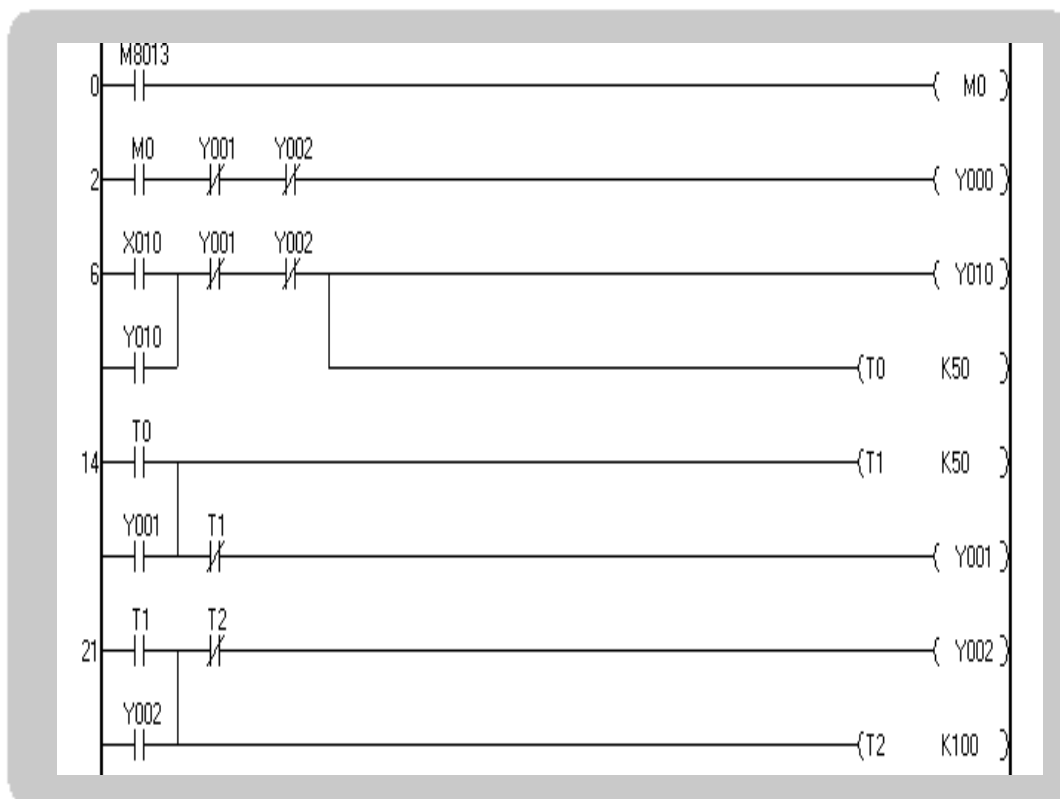 M8013
0 M0
M0 Y001 Y002
2 Y000
X010 Y001 Y002
6 Y010
Y010
T0 K50
T0
14 T1 K50
Y001 T1
Y001
T1 T2
21 Y002
Y002
T2 K100